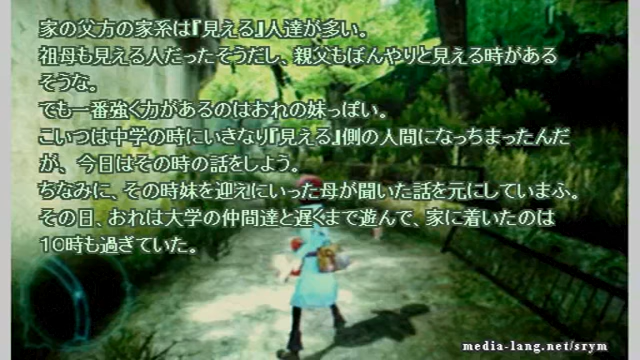 家の父方の家系は『見える』人達が多い。
祖母も見える人だったそうだし、親父もぼんやりと見える時がある
そうな。
でも一番強く力があるのはおれの妹っぽい。
こいつは中学の時にいきなり『見える』側の人間になっちまったんだ
が、今日はその時の話をしよう。
ちなみに、その時妹を迎えにいった母が聞いた話を元にしていまふ。
その日、おれは大学の仲間達と遅くまで遊んで、家に着いたのは
10時も過ぎていた。
media-lang.net/srym